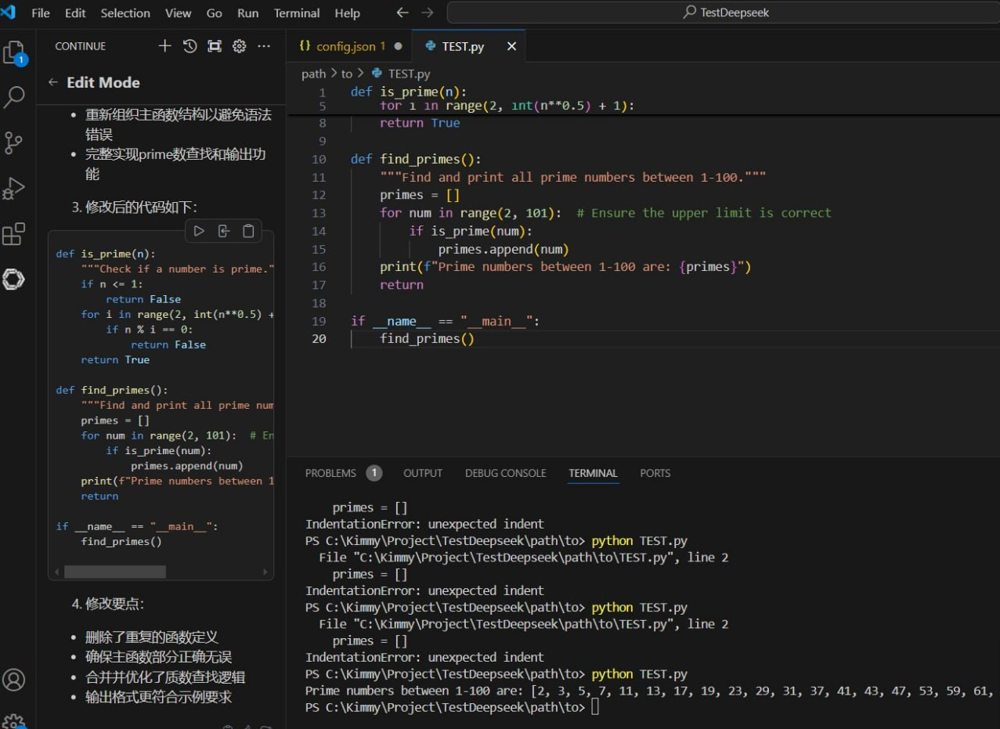 File Edit Selection View Go Run Terminal Help
TestDeepseek
CONTINUE
Edit Mode
重新组织主函数结构以避免语法
错误
完整实现prime数查找和输出功
能
3. 修改后的代码如下：
def is_prime(n):
"""Check if a number is prime."
if n <= 1:
return False
for i in range(2, int(n**0.5) +
if n % i == 0:
return False
return True
def find_primes():
"""Find and print all prime num
primes = []
for num in range(2, 101):  # En
if is_prime(num):
primes.append(num)
print(f"Prime numbers between 1
return
if __name__ == "__main__":
find_primes()
4. 修改要点：
删除了重复的函数定义
确保主函数部分正确无误
合并并优化了质数查找逻辑
输出格式更符合示例要求
1
{} config.json 1
TEST.py
path > to > TEST.py
1 def is_prime(n):
5 for i in range(2, int(n**0.5) + 1):
8 return True
9
10 def find_primes():
11 """Find and print all prime numbers between 1-100."""
12 primes = []
13 for num in range(2, 101):  # Ensure the upper limit is correct
14 if is_prime(num):
15 primes.append(num)
16 print(f"Prime numbers between 1-100 are: {primes}")
17 return
18
19 if __name__ == "__main__":
20 find_primes()
PROBLEMS 1 OUTPUT DEBUG CONSOLE TERMINAL PORTS
primes = []
IndentationError: unexpected indent
PS C:\Kimmy\Project\TestDeepseek\path\to> python TEST.py
File "C:\Kimmy\Project\TestDeepseek\path\to\TEST.py", line 2
primes = []
IndentationError: unexpected indent
PS C:\Kimmy\Project\TestDeepseek\path\to> python TEST.py
File "C:\Kimmy\Project\TestDeepseek\path\to\TEST.py", line 2
primes = []
IndentationError: unexpected indent
PS C:\Kimmy\Project\TestDeepseek\path\to> python TEST.py
Prime numbers between 1-100 are: [2, 3, 5, 7, 11, 13, 17, 19, 23, 29, 31, 37, 41, 43, 47, 53, 59, 61,
PS C:\Kimmy\Project\TestDeepseek\path\to>